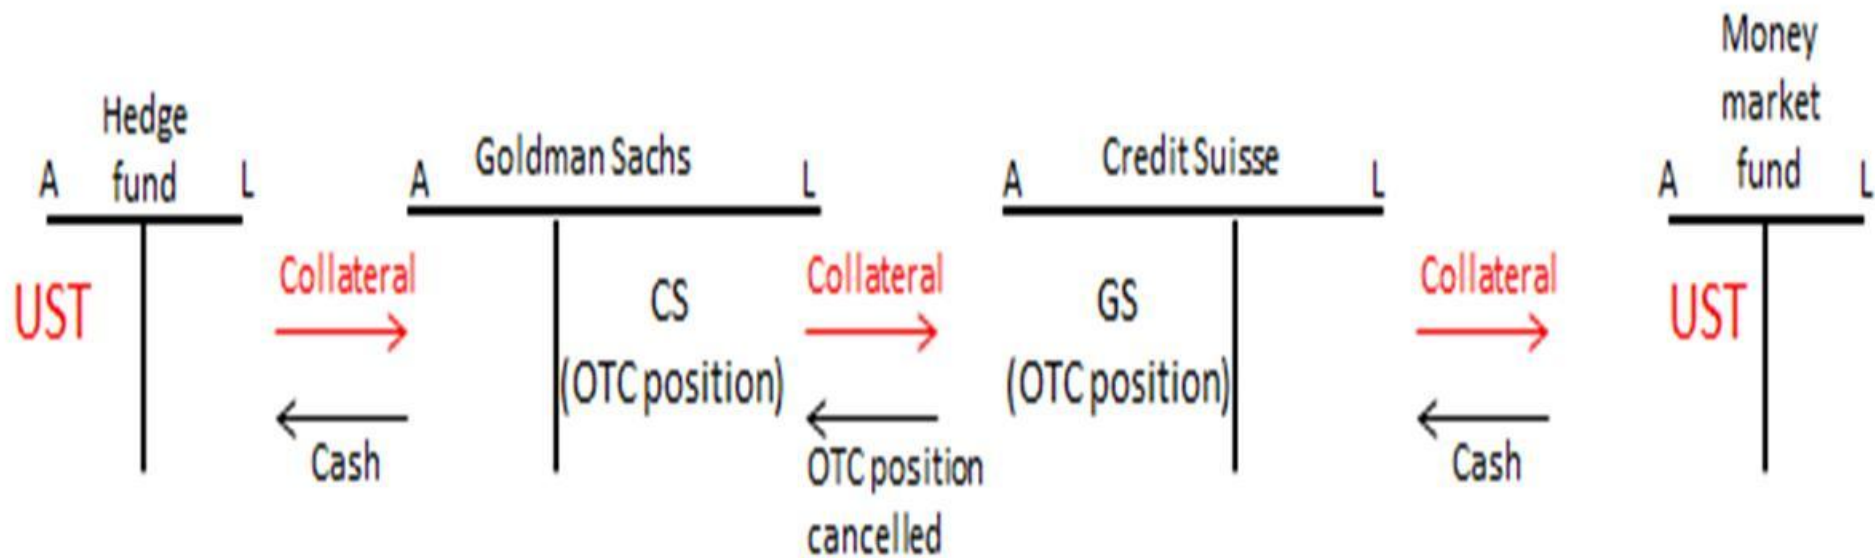 Hedge
fund
A
L
UST
Collateral
Cash
A
Goldman Sachs
L
CS
(OTC position)
Collateral
OTC position
cancelled
A
Credit Suisse
L
GS
(OTC position)
Collateral
Cash
Money
market
fund
A
L
UST